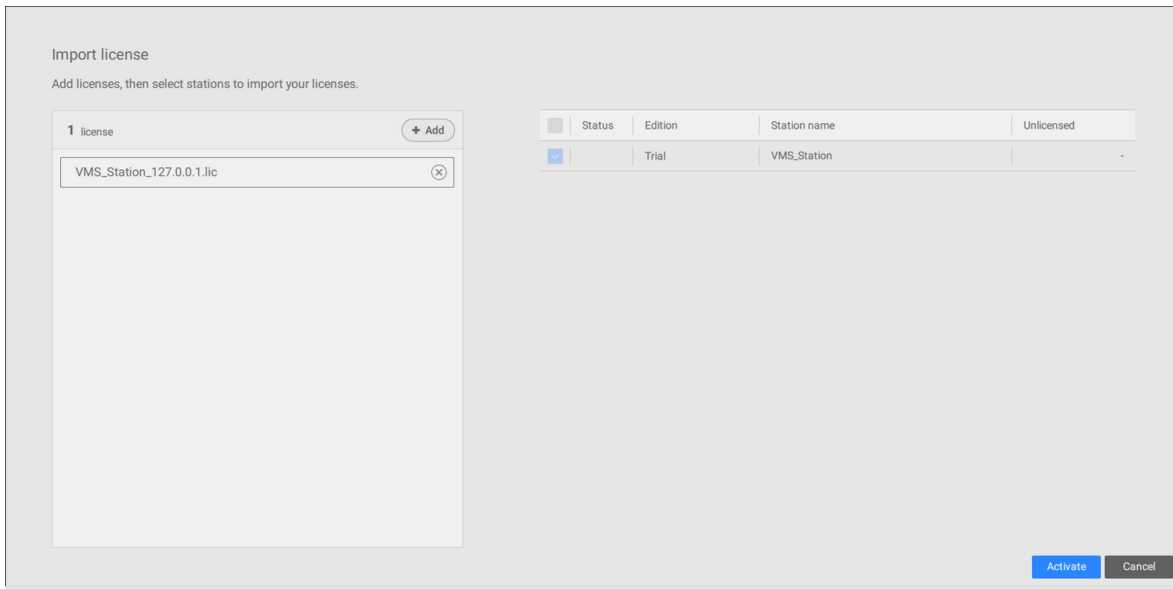 Import license
Add licenses, then select stations to import your licenses.
1 license
+ Add
VMS_Station_127.0.0.1.lic
Status Edition Station name Unlicensed
Trial VMS_Station -
Activate Cancel